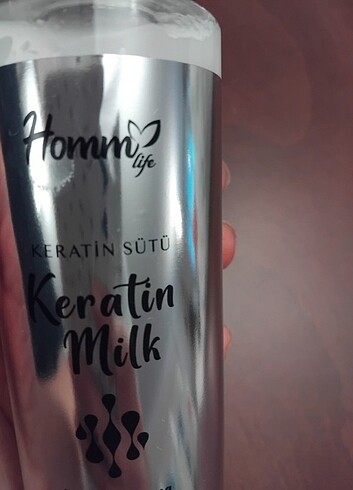 Homm
life
KERATİN SÜTÜ
Keratin
Milk